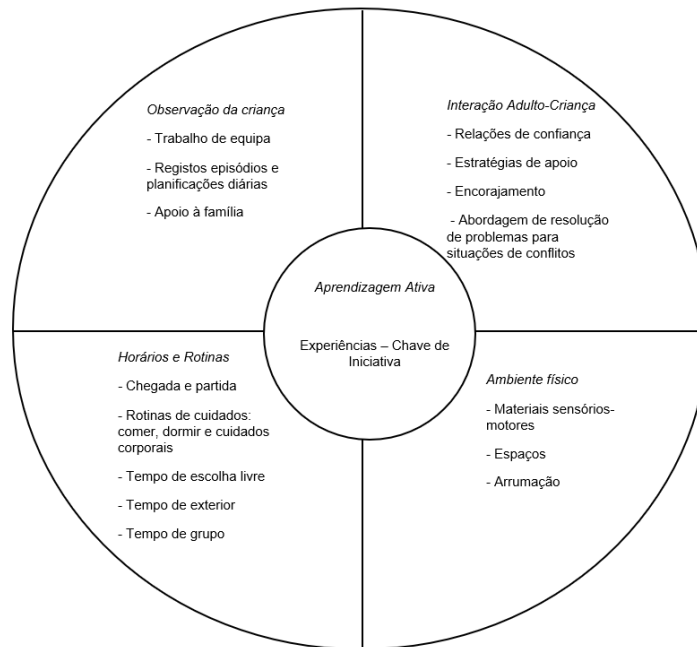 Observação da criança
- Trabalho de equipa
- Registos episódios e
planificações diárias
- Apoio à família
Interação Adulto-Criança
- Relações de confiança
- Estratégias de apoio
- Encorajamento
- Abordagem de resolução
de problemas para
situações de conflitos
Aprendizagem Ativa
Experiências – Chave de
Iniciativa
Horários e Rotinas
- Chegada e partida
- Rotinas de cuidados:
comer, dormir e cuidados
corporais
- Tempo de escolha livre
- Tempo de exterior
- Tempo de grupo
Ambiente físico
- Materiais sensórios-
motores
- Espaços
- Arrumação